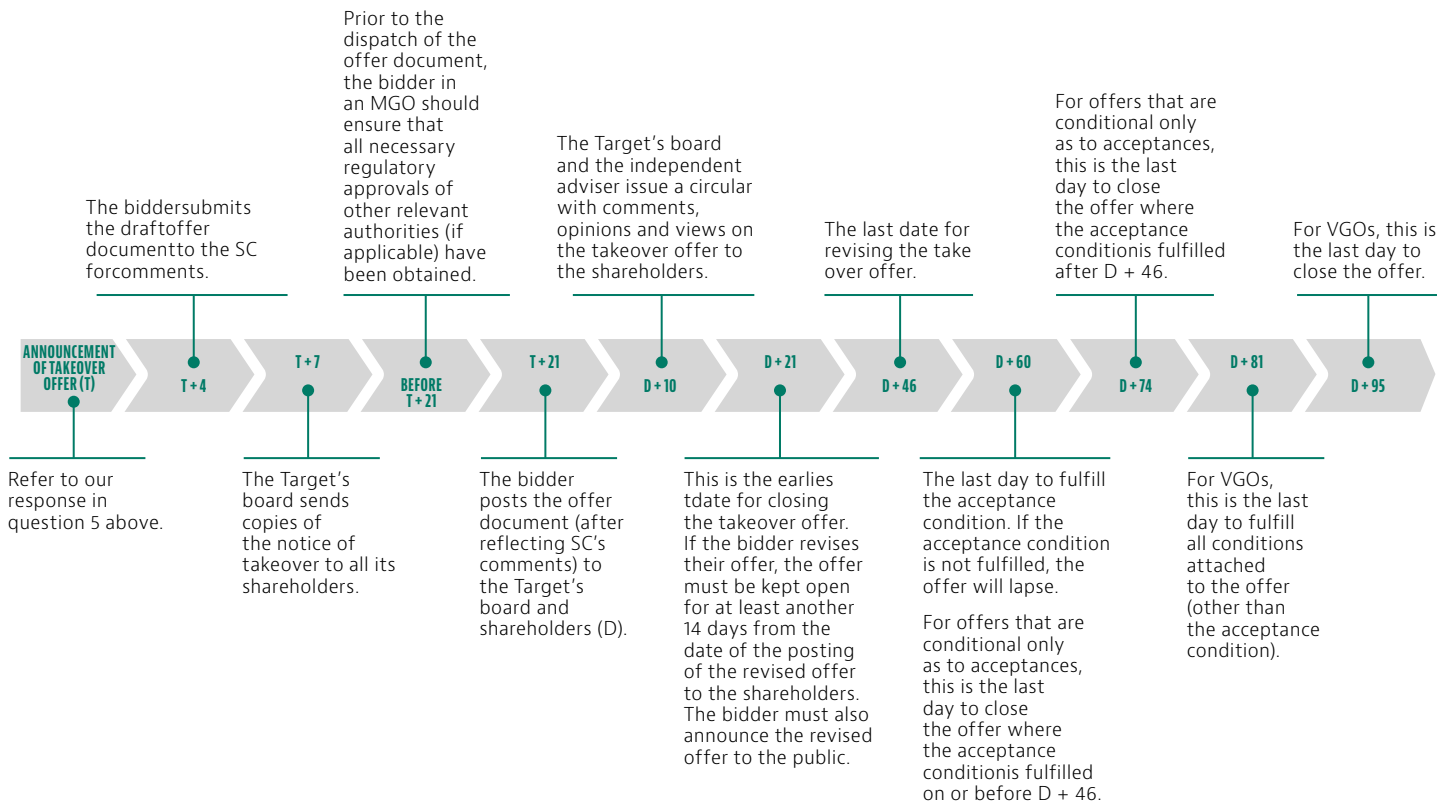 Prior to the
dispatch of the
offer document,
the bidder in
an MGO should
ensure that
all necessary
regulatory
approvals of
other relevant
authorities (if
applicable) have
been obtained.
The biddersubmits
the draftoffer
documentto the SC
forcomments.
The Target's board
and the independent
adviser issue a circular
with comments,
opinions and views on
the takeover offer to
the shareholders.
The last date for
revising the take
over offer.
For offers that are
conditional only
as to acceptances,
this is the last
day to close
the offer where
the acceptance
conditionis fulfilled
after D + 46.
For VGOs, this is
the last day to
close the offer.
ANNOUNCEMENT
OF TAKEOVER
OFFER (T)
T + 4
T + 7
BEFORE
T + 21
T + 21
D + 10
D + 21
D + 46
D + 60
D + 74
D + 81
D + 95
Refer to our
response in
question 5 above.
The Target's
board sends
copies of
the notice of
takeover to all its
shareholders.
The bidder
posts the offer
document (after
reflecting SC's
comments) to
the Target's
board and
shareholders (D).
This is the earlies
tdate for closing
the takeover offer.
If the bidder revises
their offer, the offer
must be kept open
for at least another
14 days from the
date of the posting
of the revised offer
to the shareholders.
The bidder must also
announce the revised
offer to the public.
The last day to fulfill
the acceptance
condition. If the
acceptance condition
is not fulfilled, the
offer will lapse.
For offers that are
conditional only
as to acceptances,
this is the last
day to close
the offer where
the acceptance
conditionis fulfilled
on or before D + 46.
For VGOs,
this is the last
day to fulfill
all conditions
attached
to the offer
(other than
the acceptance
condition).